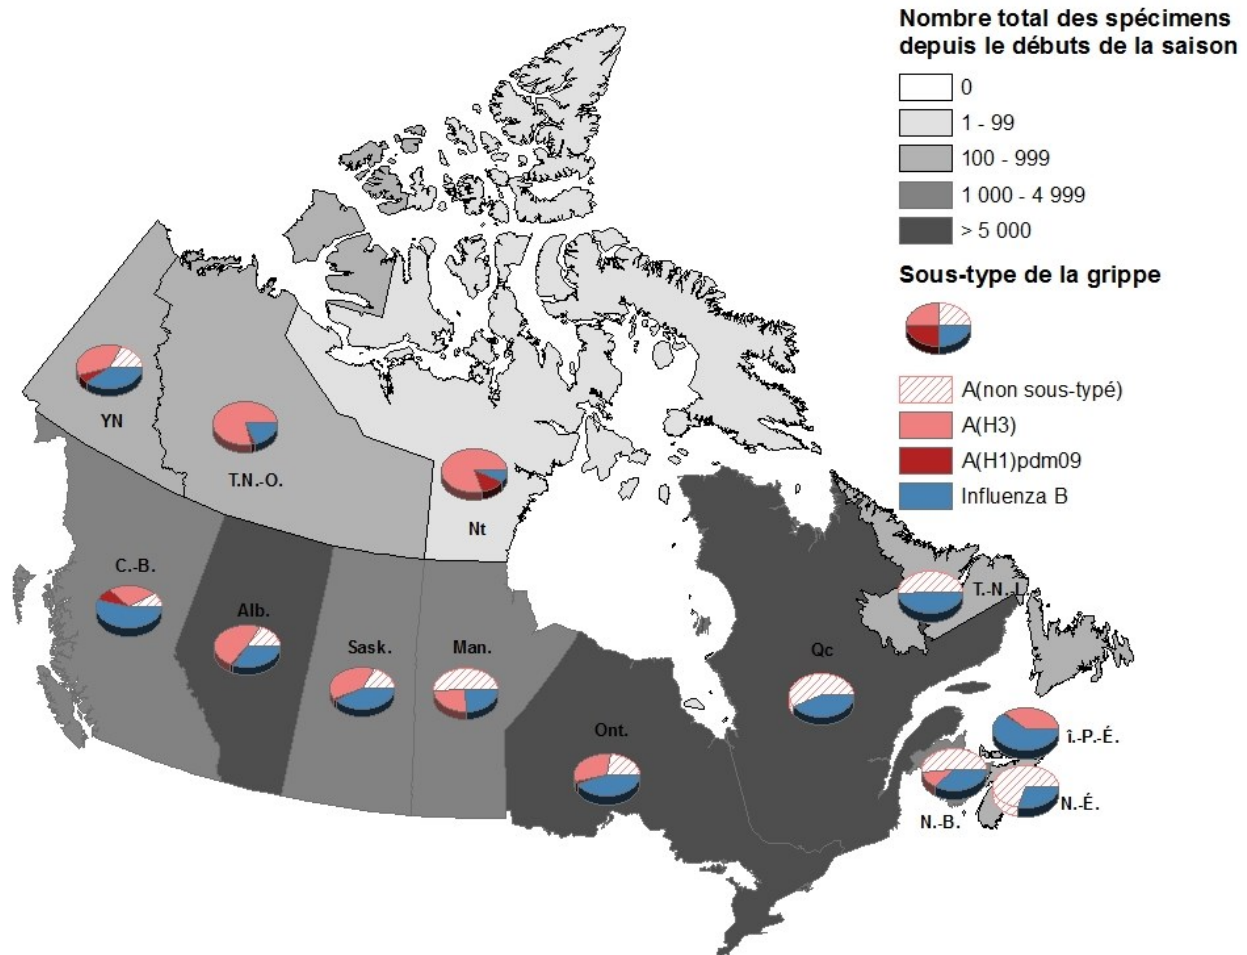 Nombre total des spécimens
depuis le débuts de la saison
0
1 - 99
100 - 999
1 000 - 4 999
> 5 000
Sous-type de la grippe
A(non sous-typé)
A(H3)
A(H1)pdm09
Influenza B
YN
T.N.-O.
Nt
C.-B.
Alb.
Sask.
Man.
Ont.
Qc
T.-N.-L.
î.-P.-É.
N.-É.
N.-B.